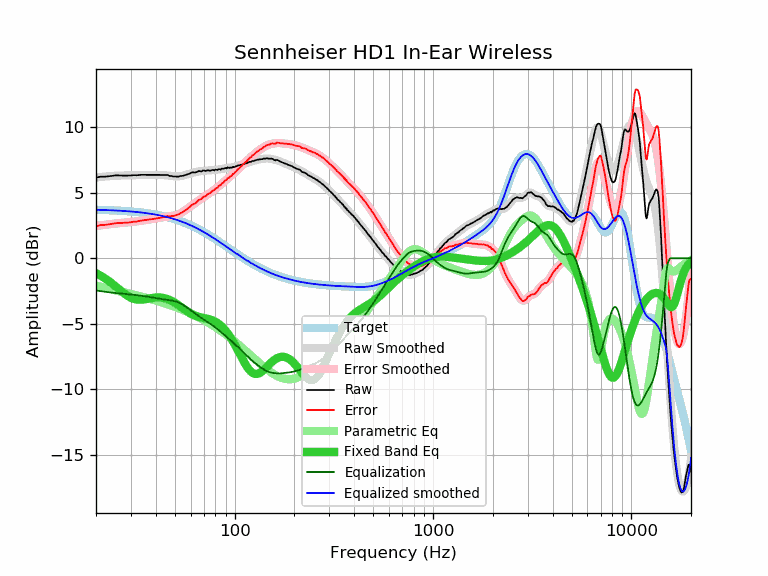 Sennheiser HD1 In-Ear Wireless
Amplitude (dBr)
10
5
0
−5
−10
−15
Target
Raw Smoothed
Error Smoothed
Raw
Error
Parametric Eq
Fixed Band Eq
Equalization
Equalized smoothed
100 1000 10000
Frequency (Hz)